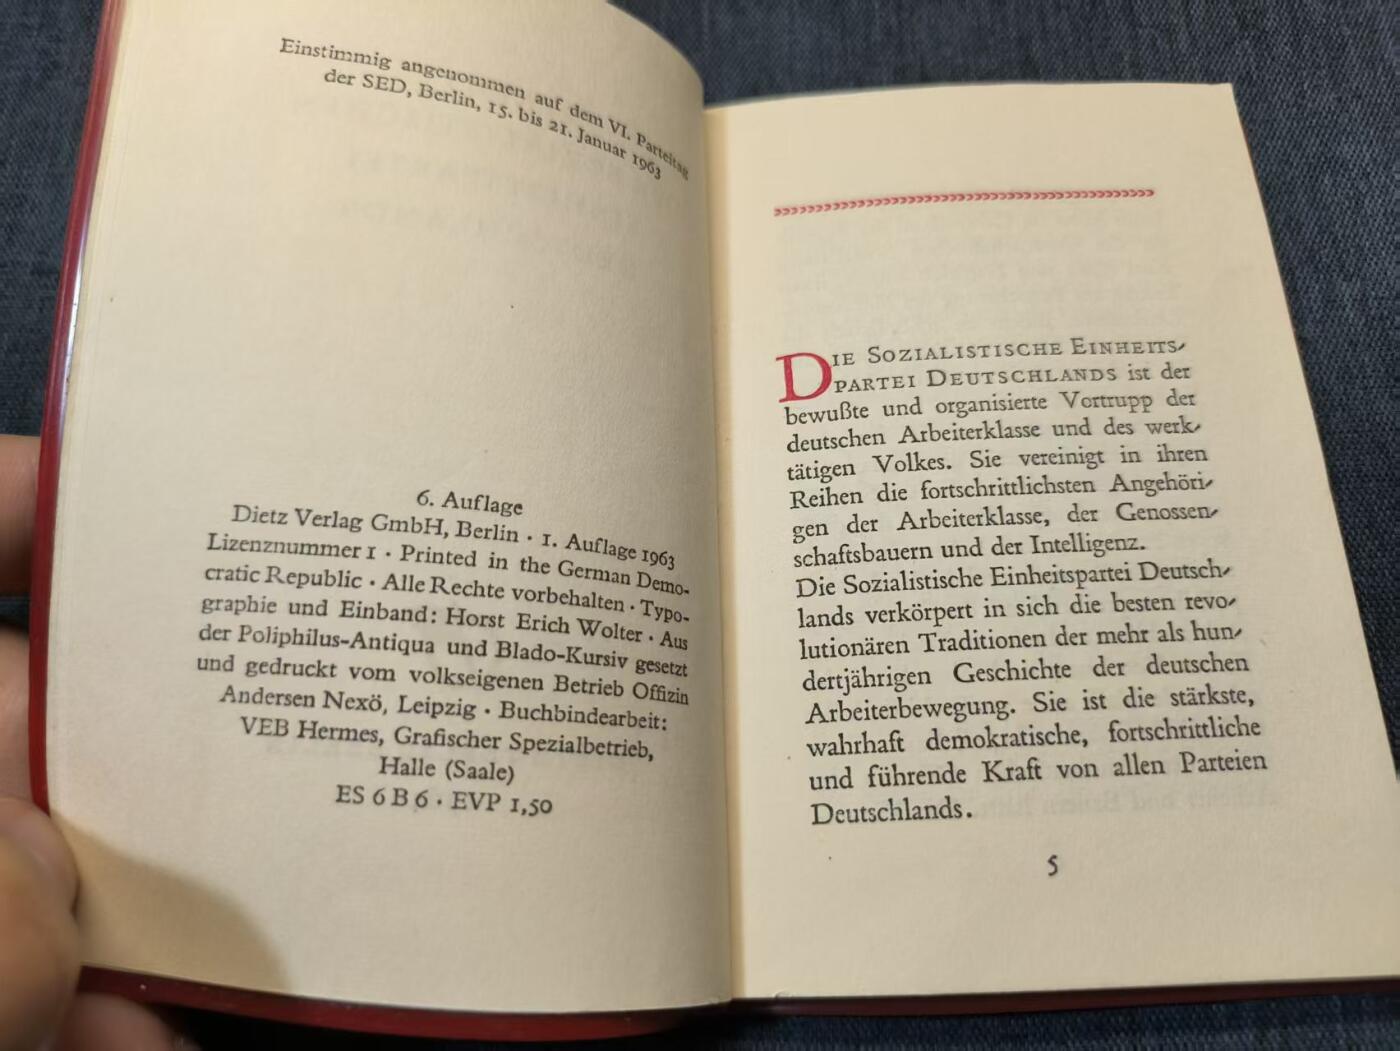 Einstimmig angenommen auf dem VI. Parteitag
der SED, Berlin, 15. bis 21. Januar 1963
6. Auflage
Dietz Verlag GmbH, Berlin · 1. Auflage 1963
Lizenznummer 1 · Printed in the German Demo-
cratic Republic · Alle Rechte vorbehalten · Typo-
graphie und Einband: Horst Erich Wolter · Aus
der Poliphilus-Antiqua und Blado-Kursiv gesetzt
und gedruckt vom volkseigenen Betrieb Offizin
Andersen Nexö, Leipzig · Buchbindearbeit:
VEB Hermes, Grafischer Spezialbetrieb,
Halle (Saale)
ES 6 B 6 · EVP 1,50
DIE SOZIALISTISCHE EINHEITS-
PARTEI DEUTSCHLANDS ist der
bewußte und organisierte Vortrupp der
deutschen Arbeiterklasse und des werk-
tätigen Volkes. Sie vereinigt in ihren
Reihen die fortschrittlichsten Angehöri-
gen der Arbeiterklasse, der Genossen-
schaftsbauern und der Intelligenz.
Die Sozialistische Einheitspartei Deutsch-
lands verkörpert in sich die besten revo-
lutionären Traditionen der mehr als hun-
dertjährigen Geschichte der deutschen
Arbeiterbewegung. Sie ist die stärkste,
wahrhaft demokratische, fortschrittliche
und führende Kraft von allen Parteien
Deutschlands.
5